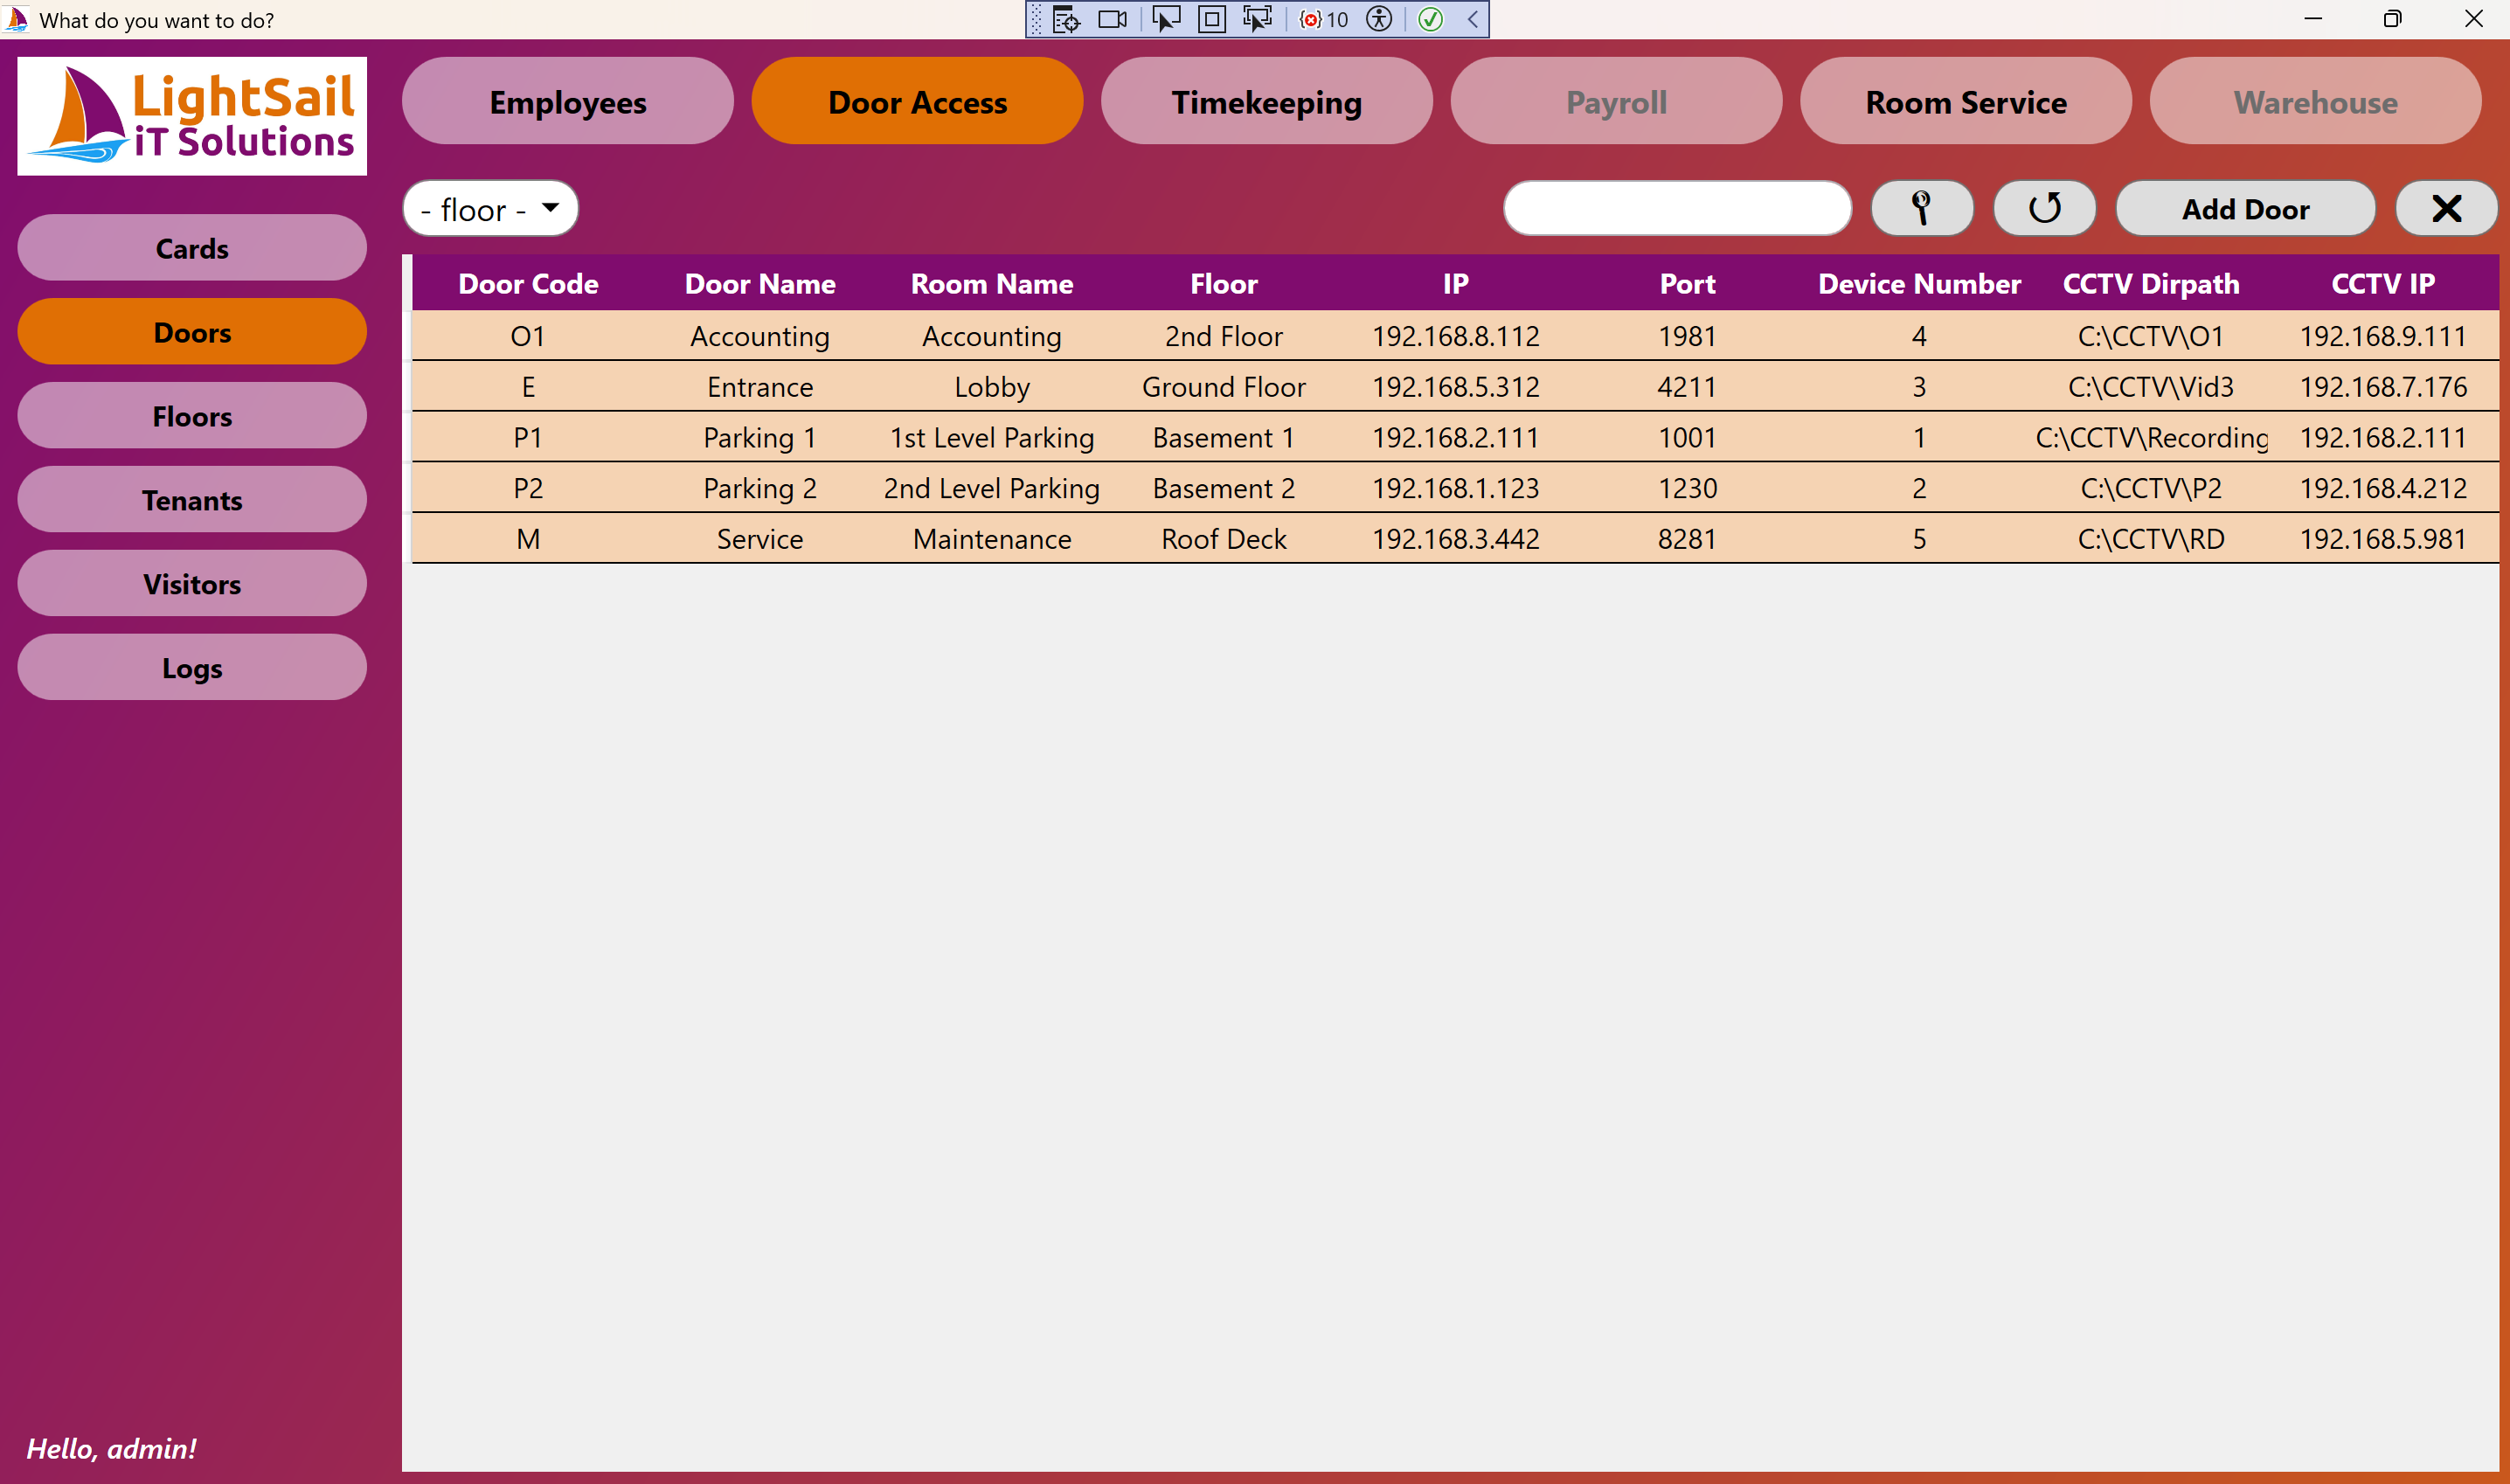 What do you want to do?
10
LightSail
iT Solutions
Employees
Door Access
Timekeeping
Payroll
Room Service
Warehouse
- floor -
Add Door
Cards
Doors
Floors
Tenants
Visitors
Logs
Door Code Door Name Room Name Floor IP Port Device Number CCTV Dirpath CCTV IP
O1 Accounting Accounting 2nd Floor 192.168.8.112 1981 4 C:\CCTV\O1 192.168.9.111
E Entrance Lobby Ground Floor 192.168.5.312 4211 3 C:\CCTV\Vid3 192.168.7.176
P1 Parking 1 1st Level Parking Basement 1 192.168.2.111 1001 1 C:\CCTV\Recording 192.168.2.111
P2 Parking 2 2nd Level Parking Basement 2 192.168.1.123 1230 2 C:\CCTV\P2 192.168.4.212
M Service Maintenance Roof Deck 192.168.3.442 8281 5 C:\CCTV\RD 192.168.5.981
Hello, admin!